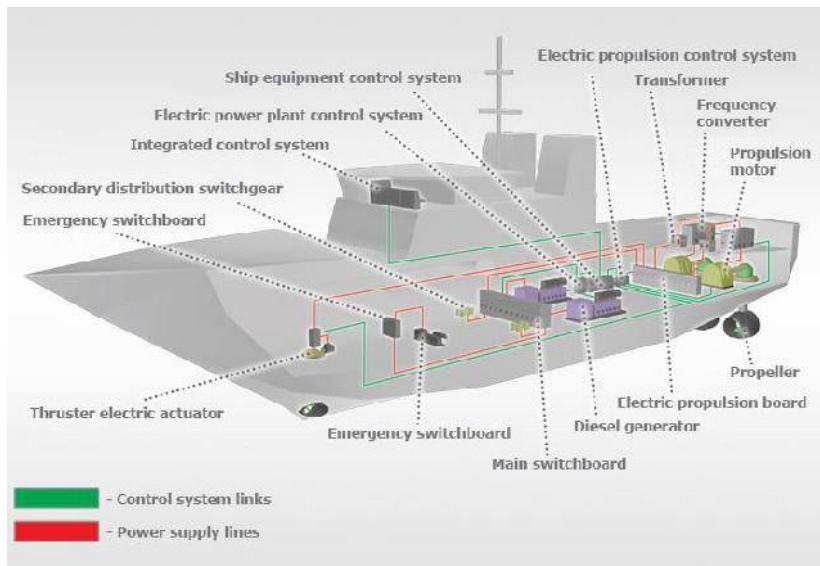 Electric propulsion control system
Ship equipment control system
Transformer
Frequency
converter
Electric power plant control system
Integrated control system
Propulsion
motor
Secondary distribution switchgear
Emergency switchboard
Propeller
Thruster electric actuator
Electric propulsion board
Emergency switchboard
Diesel generator
Main switchboard
- Control system links
- Power supply lines